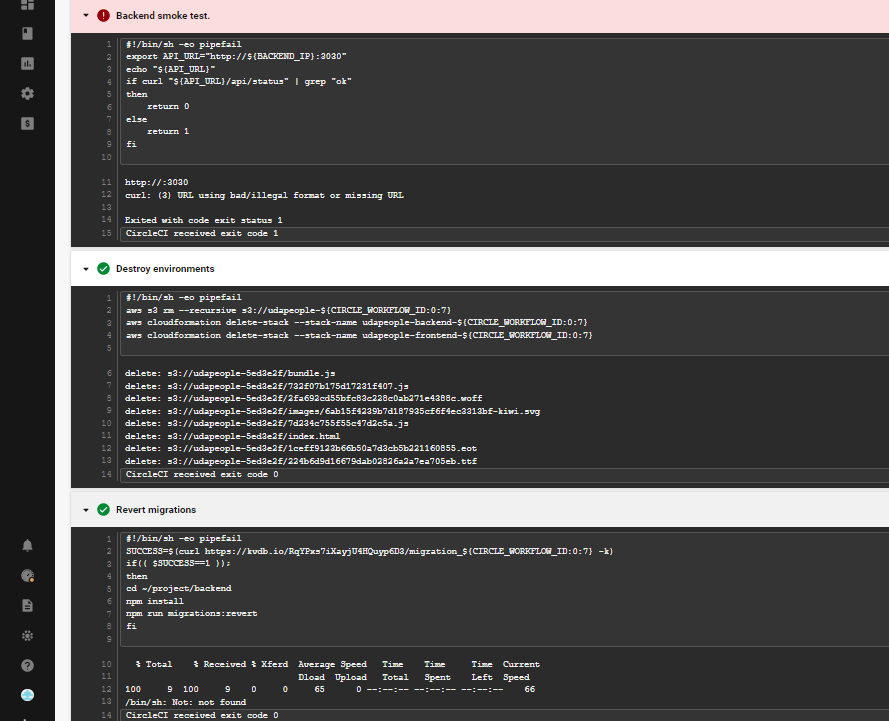 Backend smoke test.
1 #!/bin/sh -eo pipefail
2 export API_URL="http://${BACKEND_IP}:3030"
3 echo "${API_URL}"
4 if curl "${API_URL}/api/status" | grep "ok"
5 then
6 return 0
7 else
8 return 1
9 fi
10
11 http://:3030
12 curl: (3) URL using bad/illegal format or missing URL
13
14 Exited with code exit status 1
15 CircleCI received exit code 1
Destroy environments
1 #!/bin/sh -eo pipefail
2 aws s3 rm --recursive s3://udapeople-${CIRCLE_WORKFLOW_ID:0:7}
3 aws cloudformation delete-stack --stack-name udapeople-backend-${CIRCLE_WORKFLOW_ID:0:7}
4 aws cloudformation delete-stack --stack-name udapeople-frontend-${CIRCLE_WORKFLOW_ID:0:7}
5
6 delete: s3://udapeople-5ed3e2f/bundle.js
7 delete: s3://udapeople-5ed3e2f/732f07b175d17231f407.js
8 delete: s3://udapeople-5ed3e2f/2fa692cd55bfc83c228c0ab271e4388c.woff
9 delete: s3://udapeople-5ed3e2f/images/6ab15f4239b7d187935cf6f4ec3313bf-kiwi.svg
10 delete: s3://udapeople-5ed3e2f/7d234c755f55c47d2c5a.js
11 delete: s3://udapeople-5ed3e2f/index.html
12 delete: s3://udapeople-5ed3e2f/1ceff9123b66b50a7d3cb5b221160855.eot
13 delete: s3://udapeople-5ed3e2f/224b6d9d16679dab02826a2a7ea705eb.ttf
14 CircleCI received exit code 0
Revert migrations
1 #!/bin/sh -eo pipefail
2 SUCCESS=$(curl https://kvdb.io/RqYPxs7iXayjU4HQuyp6D3/migration_${CIRCLE_WORKFLOW_ID:0:7} -k)
3 if(( $SUCCESS==1 ));
4 then
5 cd ~/project/backend
6 npm install
7 npm run migrations:revert
8 fi
9
10 % Total % Received % Xferd Average Speed Time Time Time Current
11 Dload Upload Total Spent Left Speed
12 100 9 100 9 0 0 65 0 --:--:-- --:--:-- --:--:-- 66
13 /bin/sh: Not: not found
14 CircleCI received exit code 0